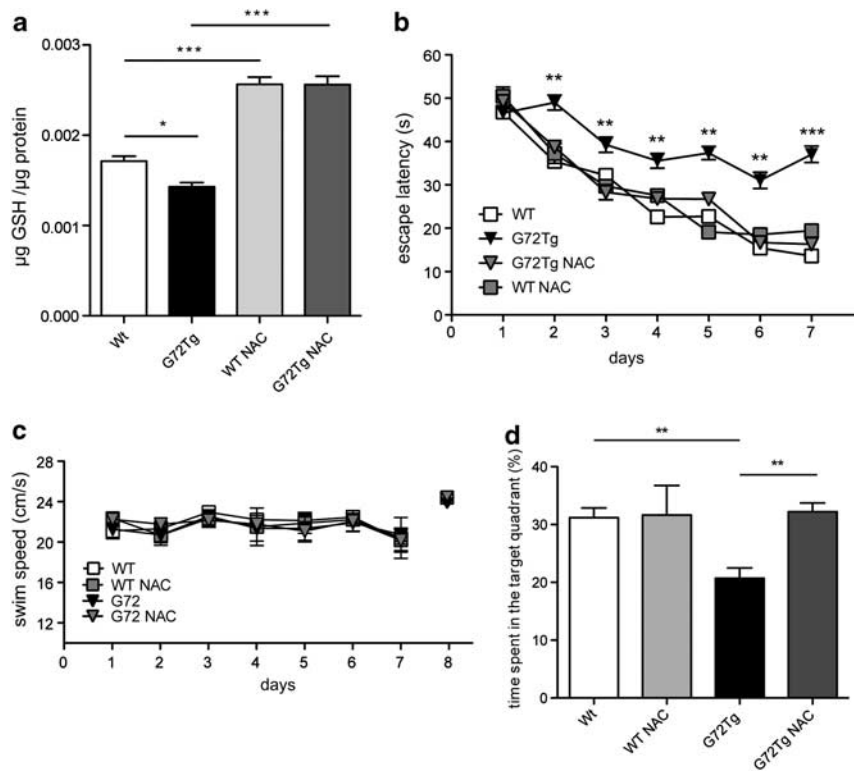 a
***
***
*
0.003
0.002
0.001
0.000
µg GSH /µg protein
Wt
G72Tg
WT NAC
G72Tg NAC
b
60
50
40
30
20
10
0
escape latency (s)
**
**
**
**
**
***
WT
G72Tg
G72Tg NAC
WT NAC
0 1 2 3 4 5 6 7
days
c
28
24
20
16
12
swim speed (cm/s)
WT
WT NAC
G72
G72 NAC
0 1 2 3 4 5 6 7 8
days
d
**
**
40
30
20
10
0
time spent in the target quadrant (%)
Wt
WT NAC
G72Tg
G72Tg NAC